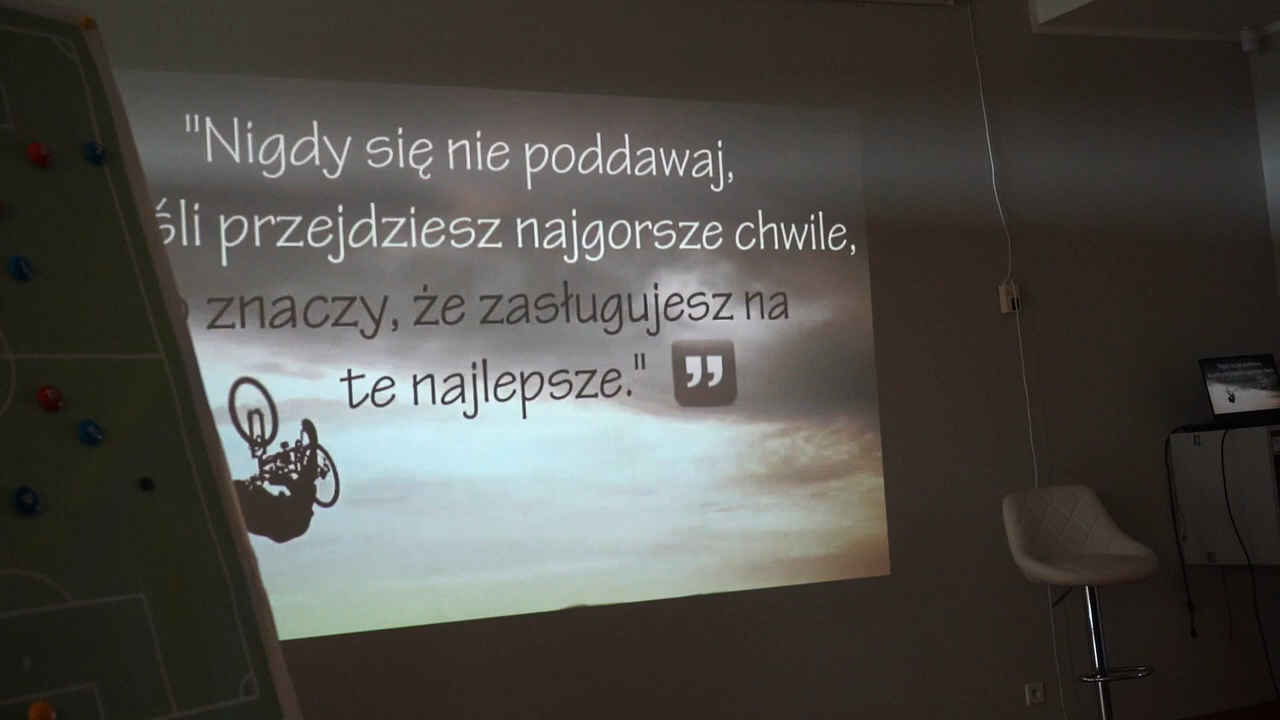 "Nigdy się nie poddawaj,
śli przejdziesz najgorsze chwile,
znaczy, że zasługujesz na
te najlepsze."